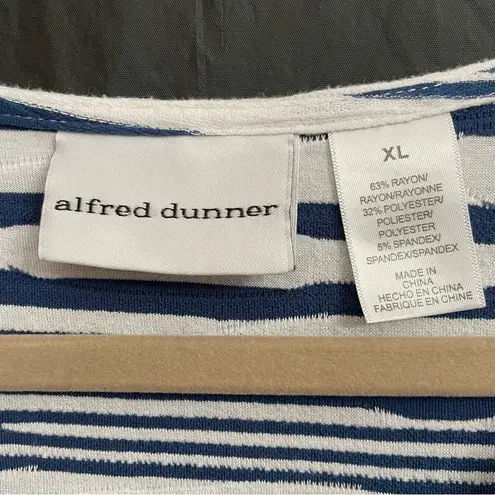 alfred dunner
XL
63% RAYON/
RAYON/RAYONNE
32% POLYESTER/
POLIESTER/
POLYESTER
5% SPANDEX/
SPANDEX/SPANDEX
MADE IN
CHINA
HECHO EN CHINA
FABRIQUE EN CHINE